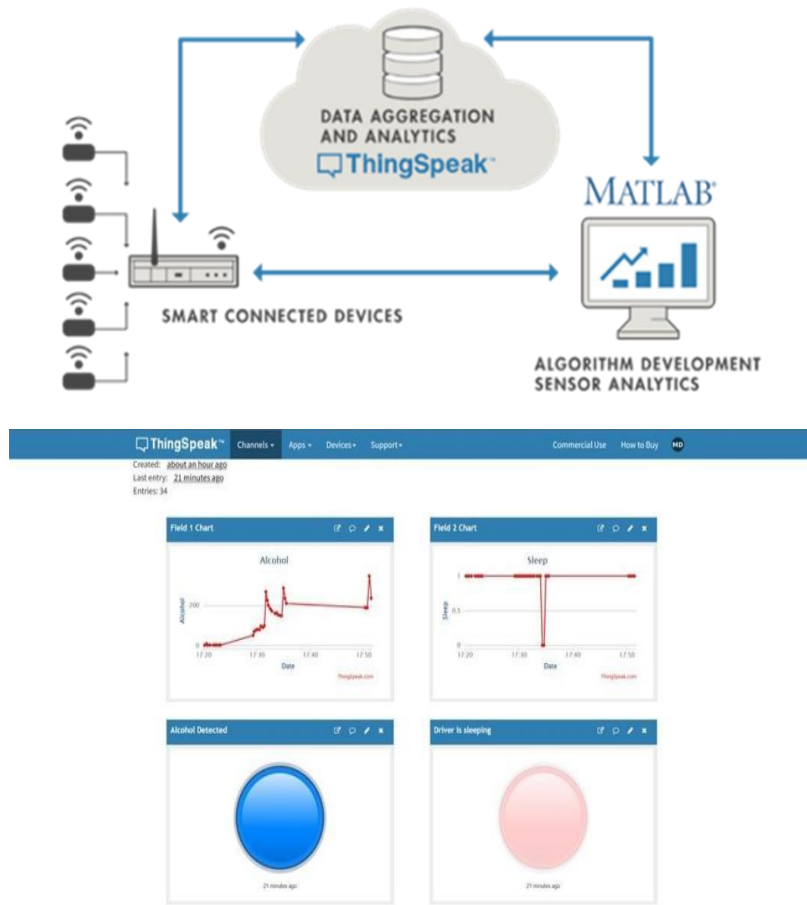 DATA AGGREGATION
AND ANALYTICS
ThingSpeak™
MATLAB®
SMART CONNECTED DEVICES
ALGORITHM DEVELOPMENT
SENSOR ANALYTICS
ThingSpeak™ Channels Apps Devices Support Commercial Use How to Buy MD
Created: about an hour ago
Last entry: 21 minutes ago
Entries: 34
Field 1 Chart
Alcohol
Alcohol
200
0
17:20 17:30 17:40 17:50
Date
ThingSpeak.com
Field 2 Chart
Sleep
Sleep
1
0.5
0
17:20 17:30 17:40 17:50
Date
ThingSpeak.com
Alcohol Detected
21 minutes ago
Driver Is sleeping
21 minutes ago